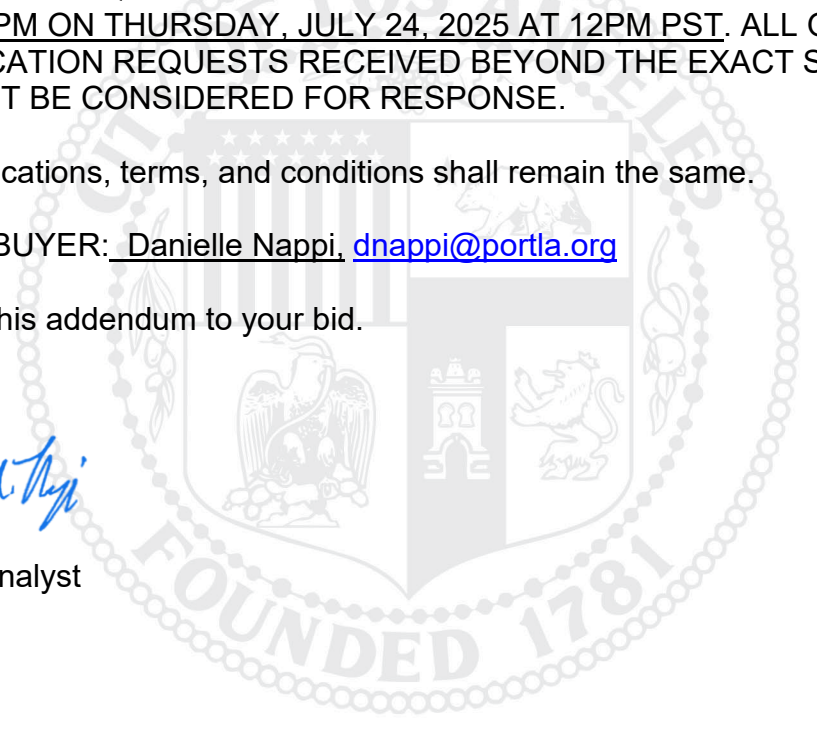 PM ON THURSDAY, JULY 24, 2025 AT 12PM PST. ALL
CATION REQUESTS RECEIVED BEYOND THE EXACT S
T BE CONSIDERED FOR RESPONSE.
cations, terms, and conditions shall remain the same.
BUYER: Danielle Nappi, dnappi@portla.org
his addendum to your bid.
nalyst
FOUNDED 1781